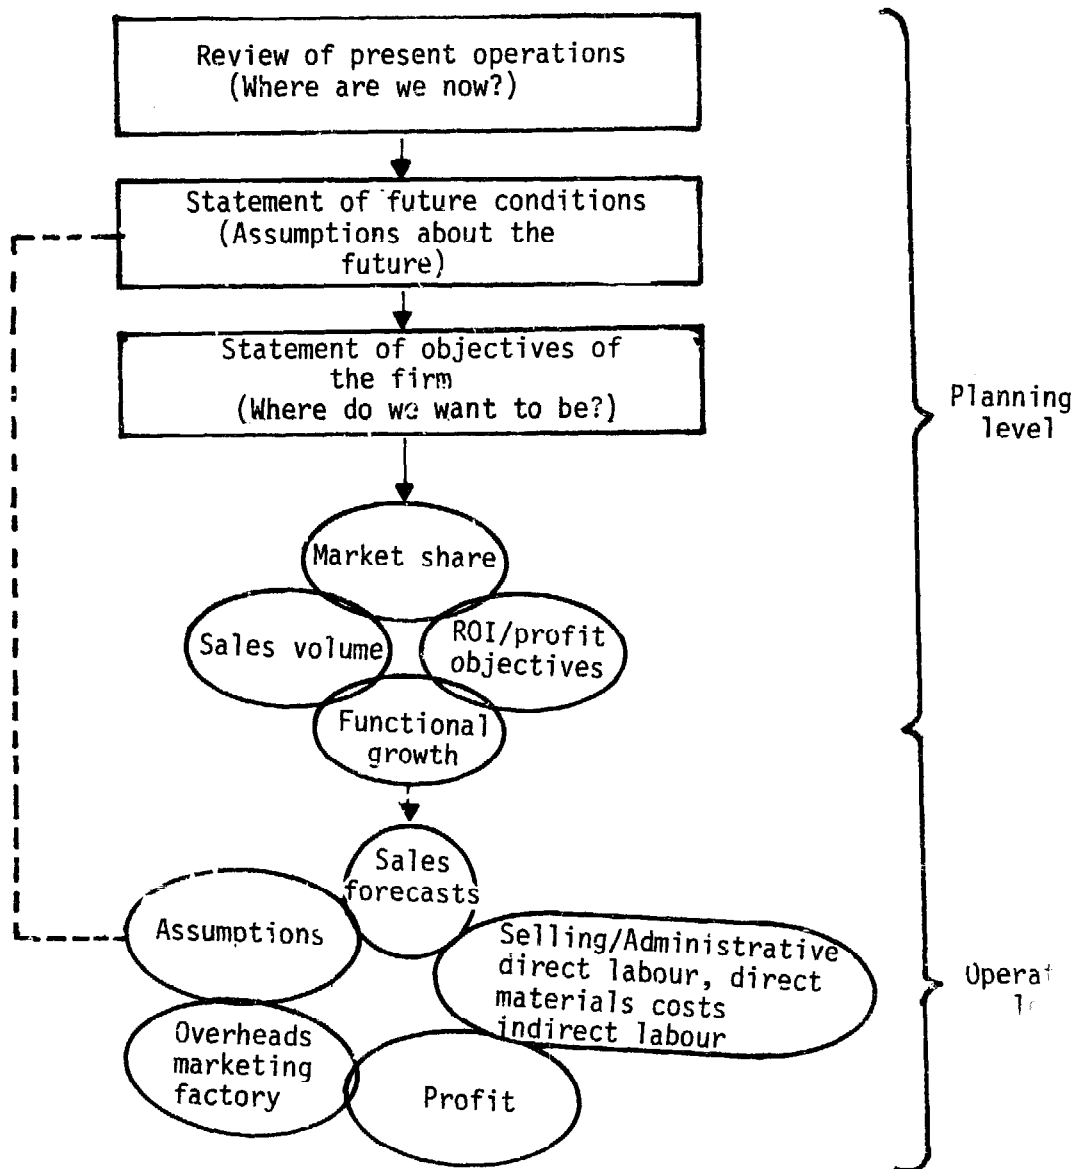 Review of present operations
(Where are we now?)
Statement of future conditions
(Assumptions about the
future)
Statement of objectives of
the firm
(Where do we want to be?)
Planning
level
Market share
Sales volume
ROI/profit
objectives
Functional
growth
Sales
forecasts
Assumptions
Selling/Administrative
direct labour, direct
materials costs
indirect labour
Overheads
marketing
factory
Profit